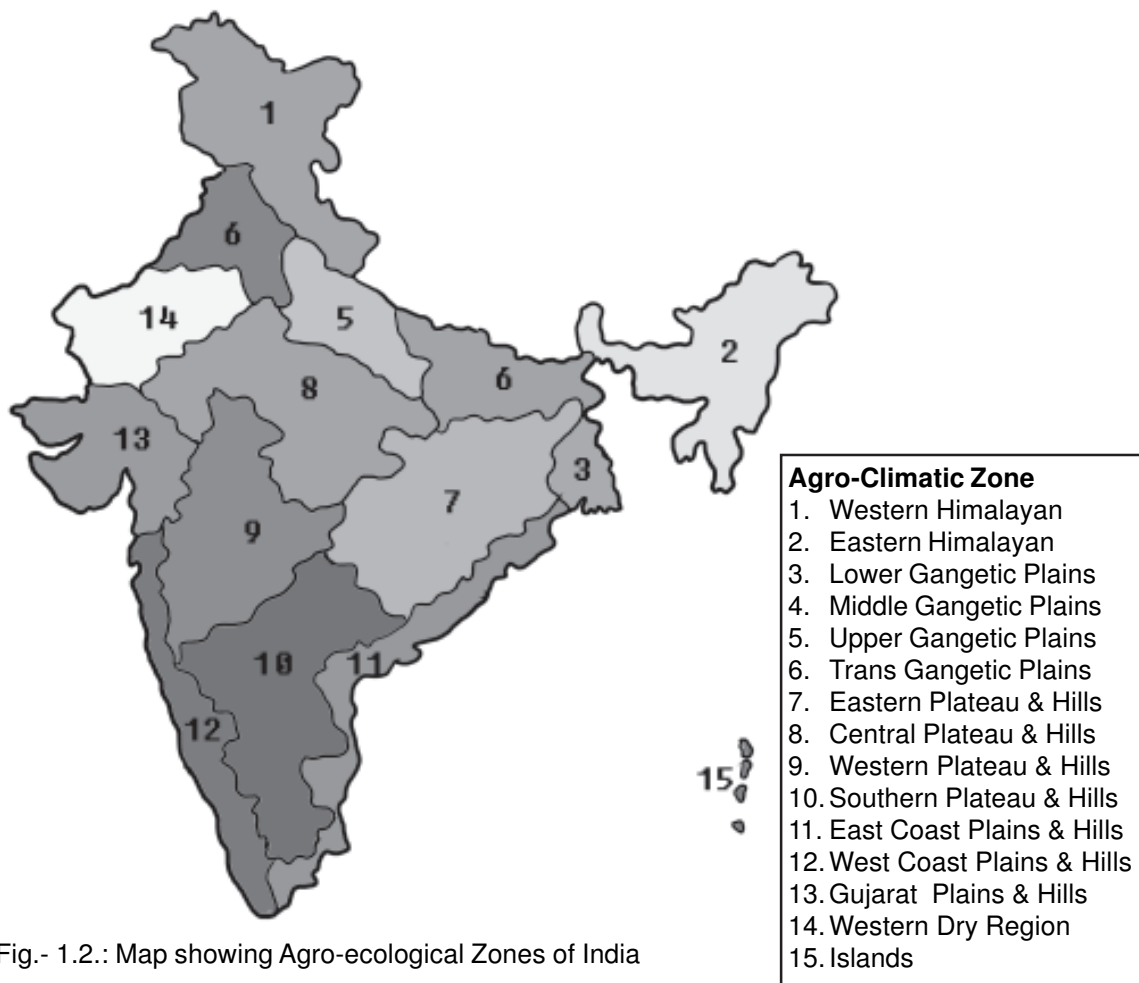 1
6
14
5
2
6
8
13
3
7
9
10
11
12
15
Agro-Climatic Zone
1. Western Himalayan
2. Eastern Himalayan
3. Lower Gangetic Plains
4. Middle Gangetic Plains
5. Upper Gangetic Plains
6. Trans Gangetic Plains
7. Eastern Plateau & Hills
8. Central Plateau & Hills
9. Western Plateau & Hills
10. Southern Plateau & Hills
11. East Coast Plains & Hills
12. West Coast Plains & Hills
13. Gujarat Plains & Hills
14. Western Dry Region
15. Islands
Fig.- 1.2.: Map showing Agro-ecological Zones of India